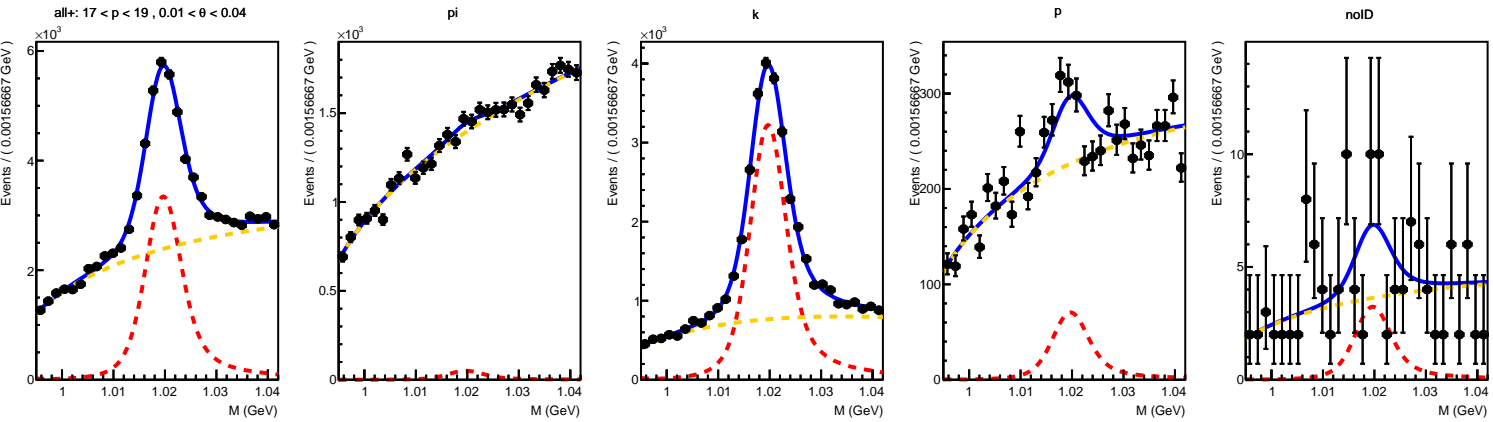 all+: 17 < p < 19 , 0.01 < θ < 0.04
×10³
Events / ( 0.00156667 GeV )
6
4
2
0
1 1.01 1.02 1.03 1.04
M (GeV)
pi
×10³
Events / ( 0.00156667 GeV )
1.5
1
0.5
0
1 1.01 1.02 1.03 1.04
M (GeV)
k
×10³
Events / ( 0.00156667 GeV )
4
3
2
1
0
1 1.01 1.02 1.03 1.04
M (GeV)
p
Events / ( 0.00156667 GeV )
300
200
100
0
1 1.01 1.02 1.03 1.04
M (GeV)
noID
Events / ( 0.00156667 GeV )
10
5
0
1 1.01 1.02 1.03 1.04
M (GeV)